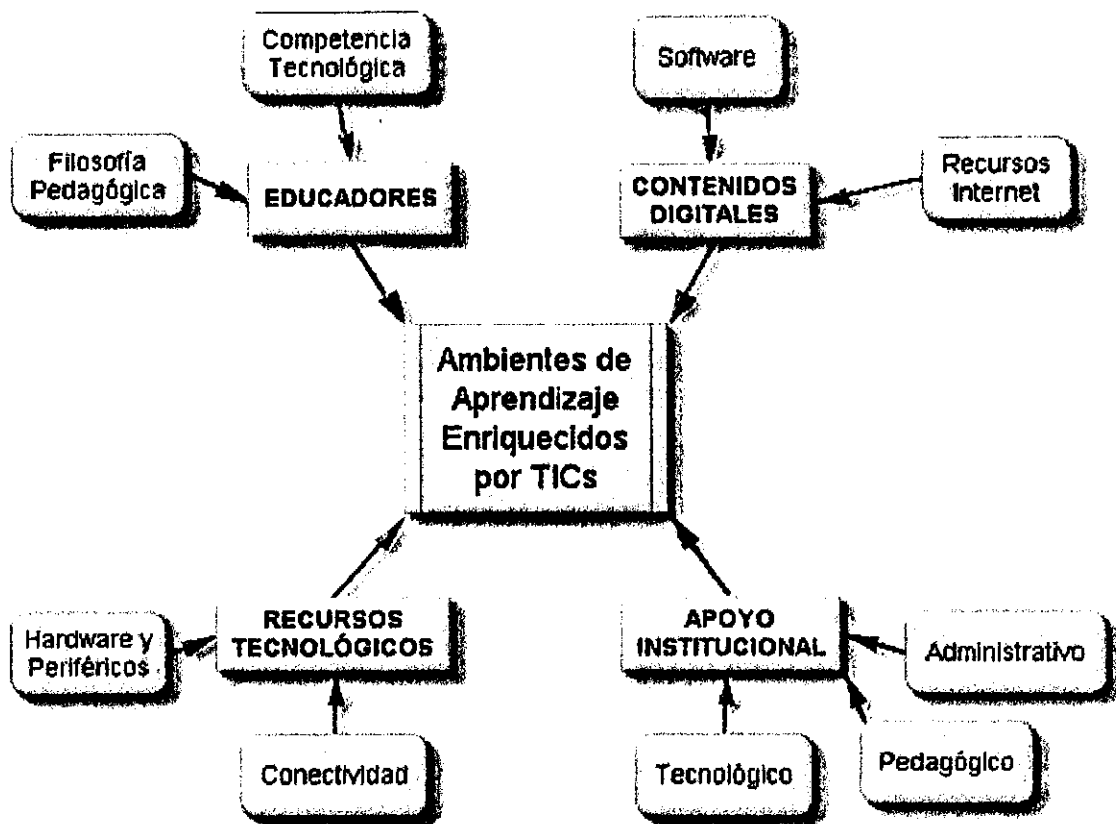 Competencia
Tecnológica
Software
Filosofía
Pedagógica
EDUCADORES
CONTENIDOS
DIGITALES
Recursos
Internet
Ambientes de
Aprendizaje
Enriquecidos
por TICs
Hardware y
Periféricos
RECURSOS
TECNOLÓGICOS
APOYO
INSTITUCIONAL
Administrativo
Conectividad
Tecnológico
Pedagógico